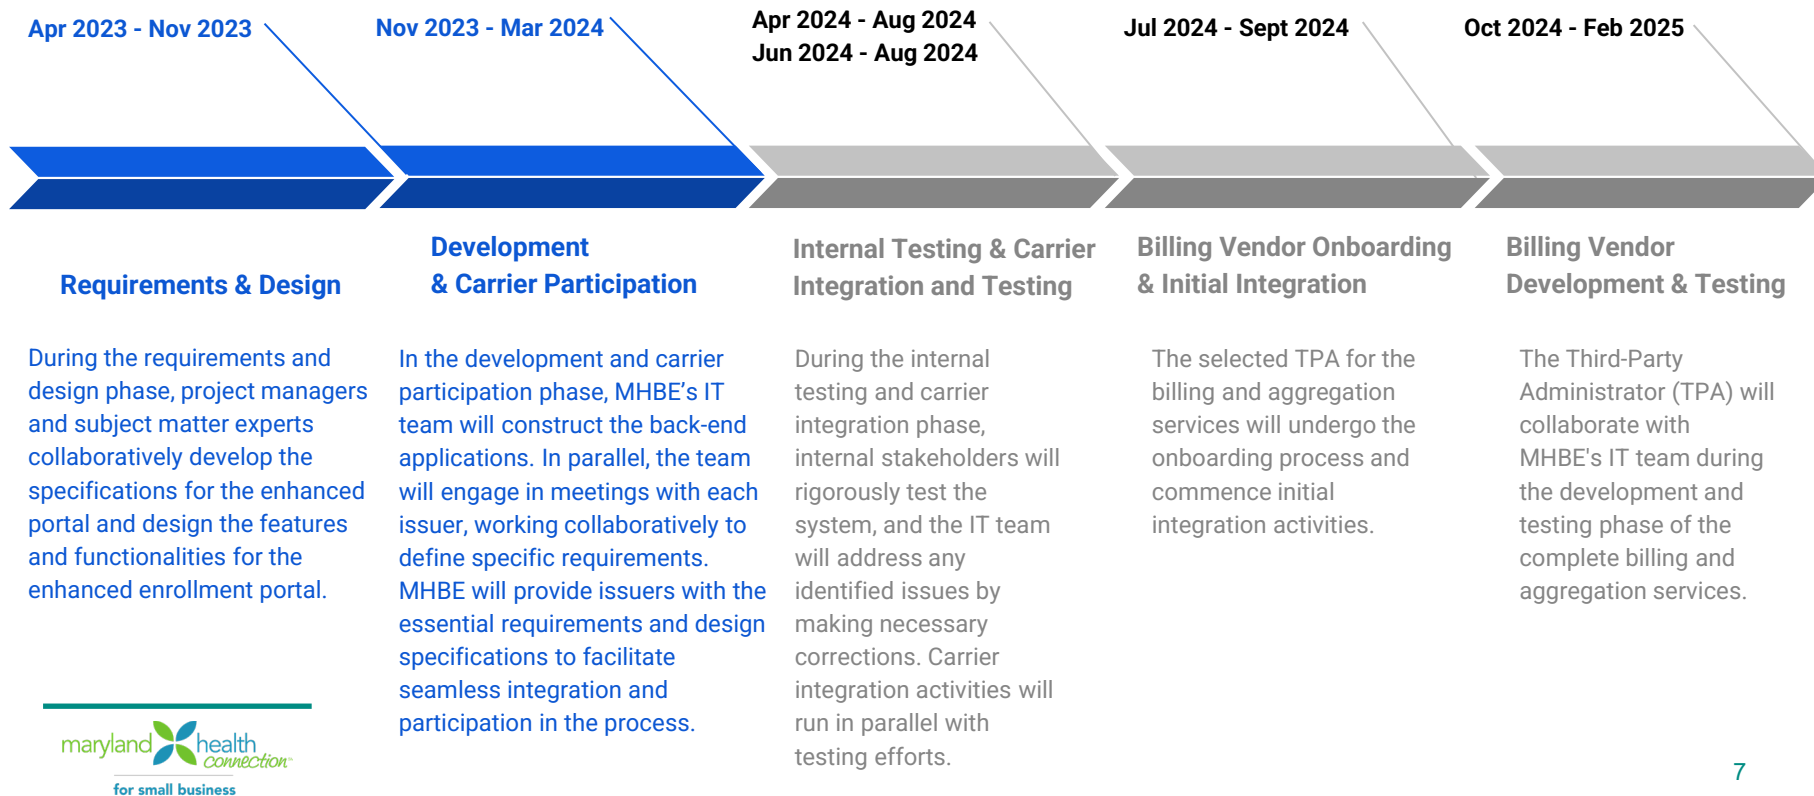 Apr 2023 - Nov 2023
Nov 2023 - Mar 2024
Apr 2024 - Aug 2024
Jun 2024 - Aug 2024
Jul 2024 - Sept 2024
Oct 2024 - Feb 2025
Requirements & Design
During the requirements and
design phase, project managers
and subject matter experts
collaboratively develop the
specifications for the enhanced
portal and design the features
and functionalities for the
enhanced enrollment portal.
Development
& Carrier Participation
In the development and carrier
participation phase, MHBE’s IT
team will construct the back-end
applications. In parallel, the team
will engage in meetings with each
issuer, working collaboratively to
define specific requirements.
MHBE will provide issuers with the
essential requirements and design
specifications to facilitate
seamless integration and
participation in the process.
Internal Testing & Carrier
Integration and Testing
During the internal
testing and carrier
integration phase,
internal stakeholders will
rigorously test the
system, and the IT team
will address any
identified issues by
making necessary
corrections. Carrier
integration activities will
run in parallel with
testing efforts.
Billing Vendor Onboarding
& Initial Integration
The selected TPA for the
billing and aggregation
services will undergo the
onboarding process and
commence initial
integration activities.
Billing Vendor
Development & Testing
The Third-Party
Administrator (TPA) will
collaborate with
MHBE's IT team during
the development and
testing phase of the
complete billing and
aggregation services.
maryland health
connection
for small business
7